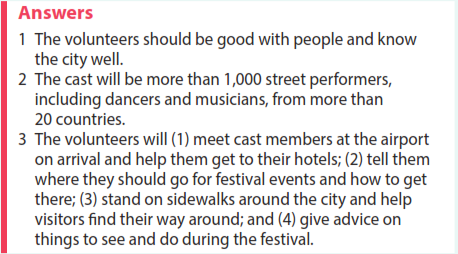 Answers
1 The volunteers should be good with people and know
the city well.
2 The cast will be more than 1,000 street performers,
including dancers and musicians, from more than
20 countries.
3 The volunteers will (1) meet cast members at the airport
on arrival and help them get to their hotels; (2) tell them
where they should go for festival events and how to get
there; (3) stand on sidewalks around the city and help
visitors find their way around; and (4) give advice on
things to see and do during the festival.